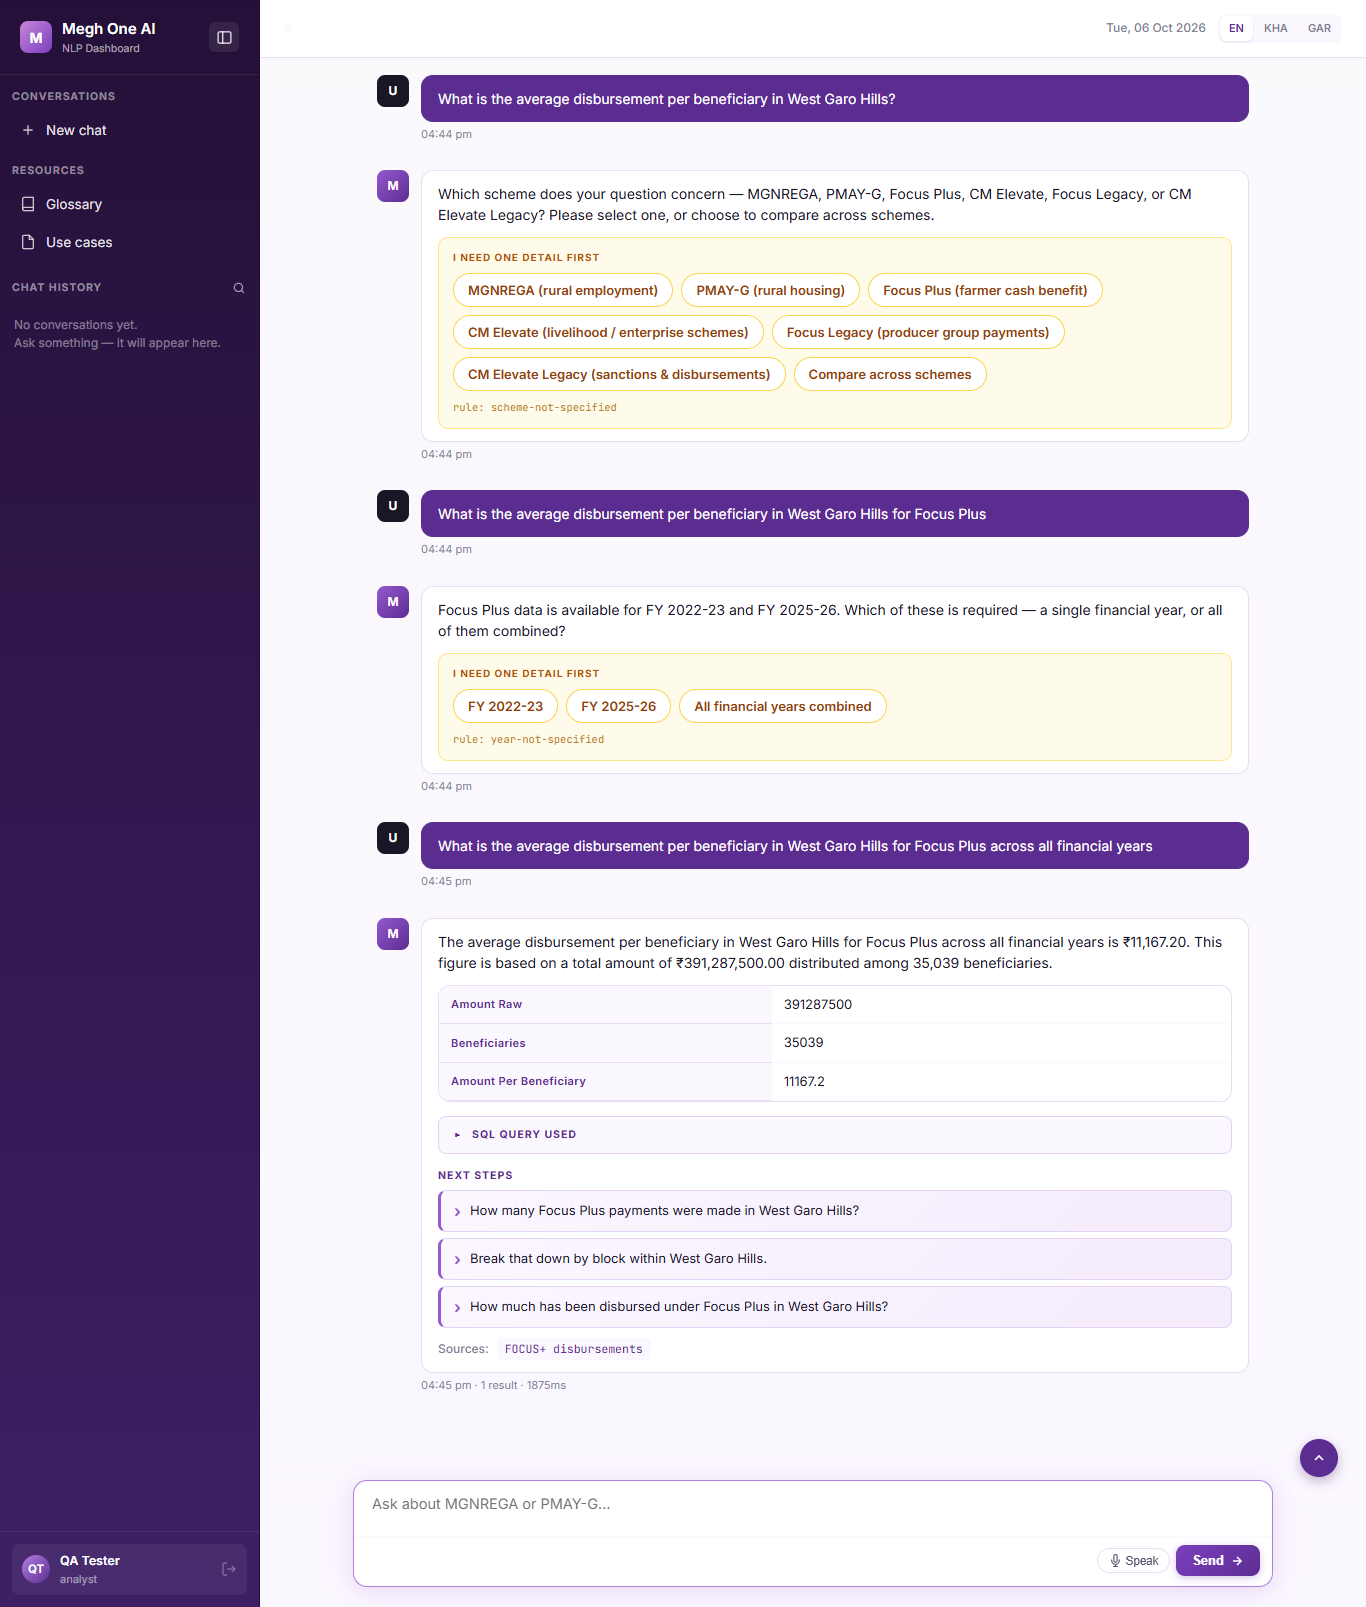 M
Megh One AI
NLP Dashboard
CONVERSATIONS
+ New chat
RESOURCES
Glossary
Use cases
CHAT HISTORY
No conversations yet.
Ask something — it will appear here.
QT
QA Tester
analyst
Tue, 06 Oct 2026
EN KHA GAR
U
What is the average disbursement per beneficiary in West Garo Hills?
04:44 pm
M
Which scheme does your question concern — MGNREGA, PMAY-G, Focus Plus, CM Elevate, Focus Legacy, or CM
Elevate Legacy? Please select one, or choose to compare across schemes.
I NEED ONE DETAIL FIRST
MGNREGA (rural employment) PMAY-G (rural housing) Focus Plus (farmer cash benefit)
CM Elevate (livelihood / enterprise schemes) Focus Legacy (producer group payments)
CM Elevate Legacy (sanctions & disbursements) Compare across schemes
rule: scheme-not-specified
04:44 pm
U
What is the average disbursement per beneficiary in West Garo Hills for Focus Plus
04:44 pm
M
Focus Plus data is available for FY 2022-23 and FY 2025-26. Which of these is required — a single financial year, or all
of them combined?
I NEED ONE DETAIL FIRST
FY 2022-23 FY 2025-26 All financial years combined
rule: year-not-specified
04:44 pm
U
What is the average disbursement per beneficiary in West Garo Hills for Focus Plus across all financial years
04:45 pm
M
The average disbursement per beneficiary in West Garo Hills for Focus Plus across all financial years is ₹11,167.20. This
figure is based on a total amount of ₹391,287,500.00 distributed among 35,039 beneficiaries.
Amount Raw 391287500
Beneficiaries 35039
Amount Per Beneficiary 11167.2
SQL QUERY USED
NEXT STEPS
How many Focus Plus payments were made in West Garo Hills?
Break that down by block within West Garo Hills.
How much has been disbursed under Focus Plus in West Garo Hills?
Sources: FOCUS+ disbursements
04:45 pm · 1 result · 1875ms
Ask about MGNREGA or PMAY-G...
Speak
Send →